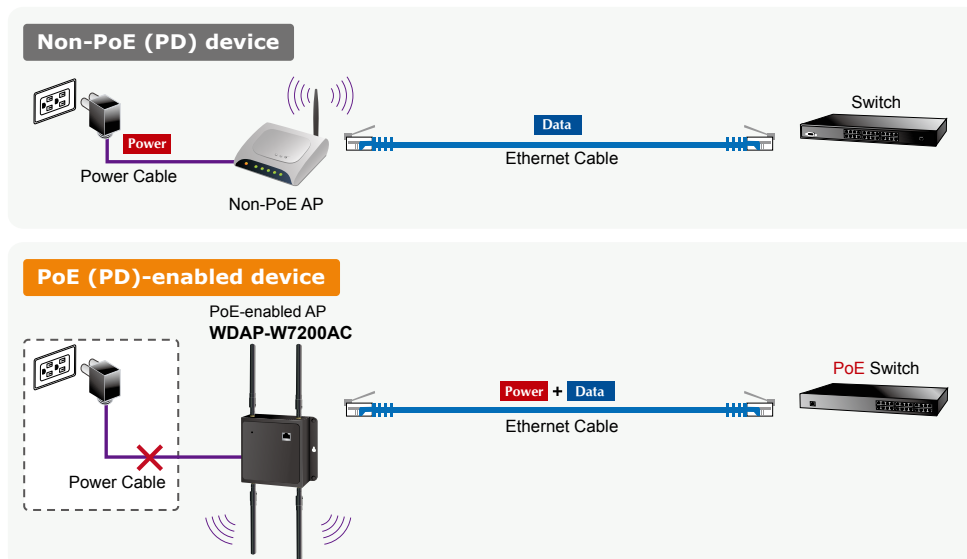 Non-PoE (PD) device
Switch
Data
Power
Ethernet Cable
Power Cable
Non-PoE AP
PoE (PD)-enabled device
PoE-enabled AP
WDAP-W7200AC
PoE Switch
Power + Data
Ethernet Cable
Power Cable